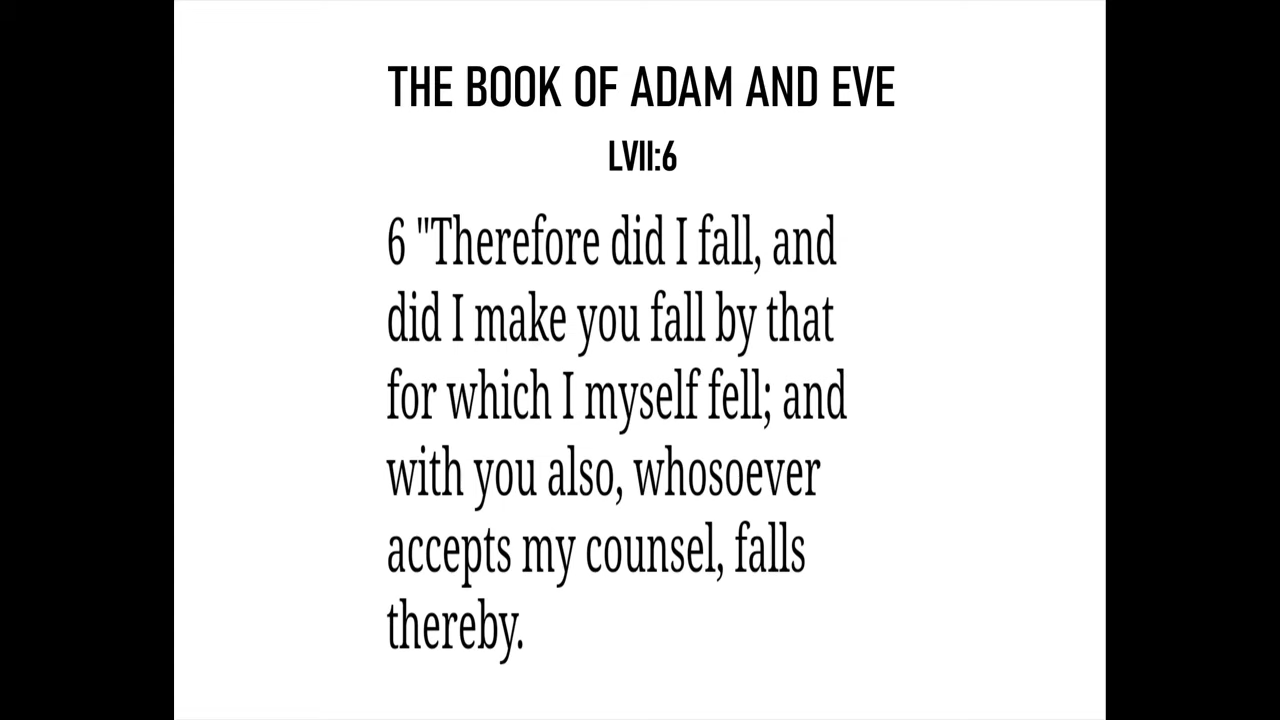 THE BOOK OF ADAM AND EVE
LVII:6
6 "Therefore did I fall, and
did I make you fall by that
for which I myself fell; and
with you also, whosoever
accepts my counsel, falls
thereby.